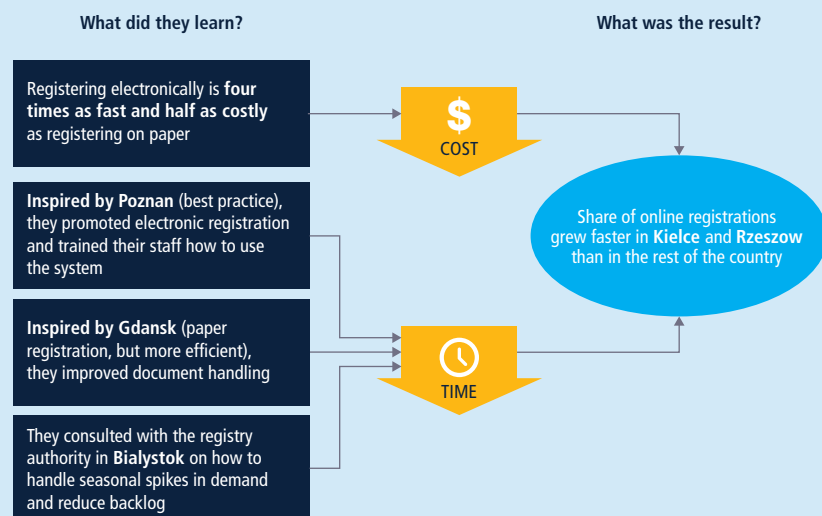 What did they learn?
What was the result?
Registering electronically is four
times as fast and half as costly
as registering on paper
$
COST
Inspired by Poznan (best practice),
they promoted electronic registration
and trained their staff how to use
the system
Share of online registrations
grew faster in Kielce and Rzeszow
than in the rest of the country
Inspired by Gdansk (paper
registration, but more efficient),
they improved document handling
TIME
They consulted with the registry
authority in Bialystok on how to
handle seasonal spikes in demand
and reduce backlog